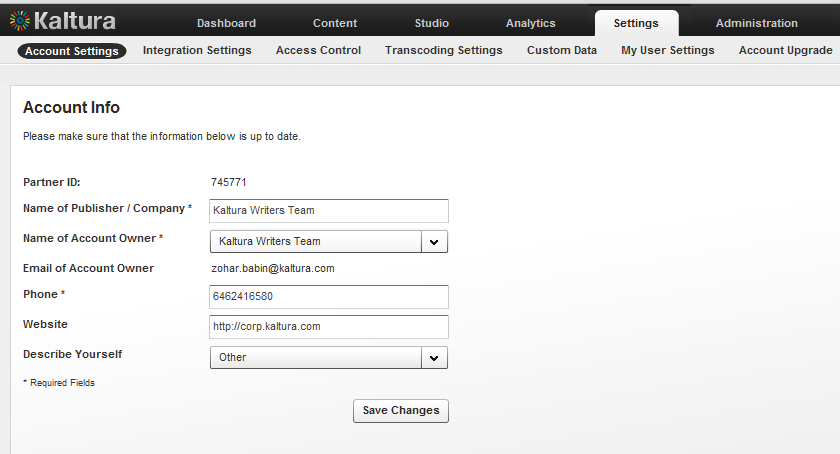 Kaltura Dashboard Content Studio Analytics Settings Administration
Account Settings Integration Settings Access Control Transcoding Settings Custom Data My User Settings Account Upgrade
Account Info
Please make sure that the information below is up to date.
Partner ID: 745771
Name of Publisher / Company * Kaltura Writers Team
Name of Account Owner * Kaltura Writers Team
Email of Account Owner zohar.babin@kaltura.com
Phone * 6462416580
Website http://corp.kaltura.com
Describe Yourself Other
* Required Fields
Save Changes